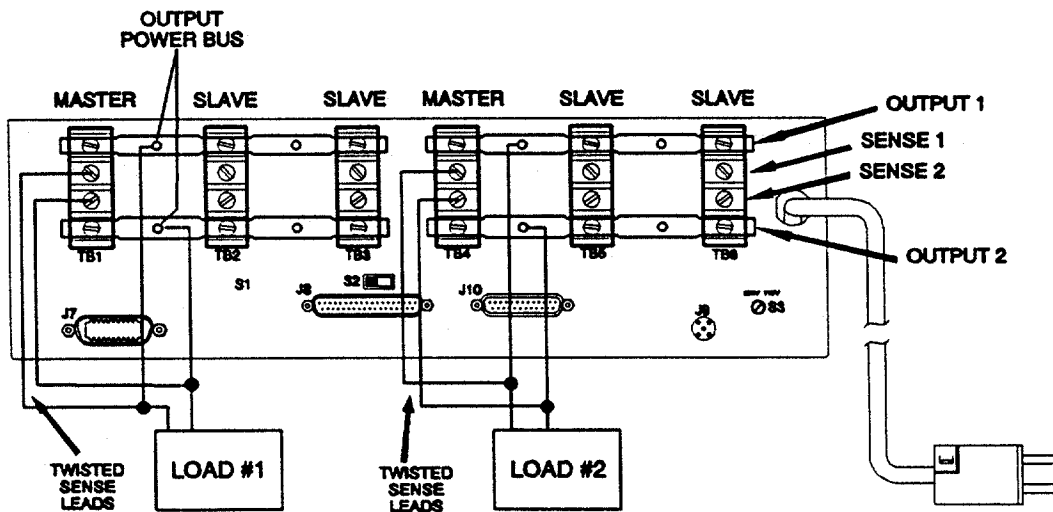 OUTPUT
POWER BUS
MASTER SLAVE SLAVE MASTER SLAVE SLAVE
OUTPUT 1
SENSE 1
SENSE 2
OUTPUT 2
TB1 TB2 TB3 TB4 TB5 TB6
S1 S2
J7 J8 J10 J9 S3
TWISTED
SENSE
LEADS
LOAD #1
TWISTED
SENSE
LEADS
LOAD #2